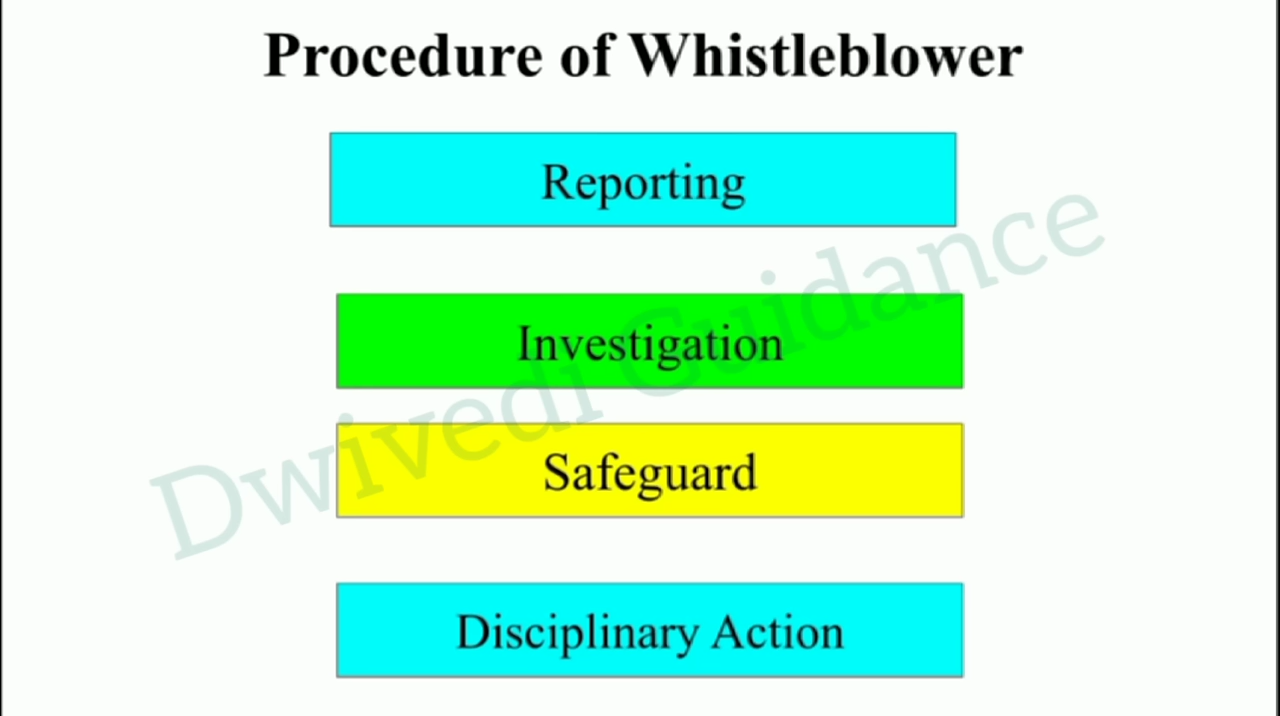 Procedure of Whistleblower
Reporting
Investigation
Safeguard
Disciplinary Action
Dwivedi Guidance